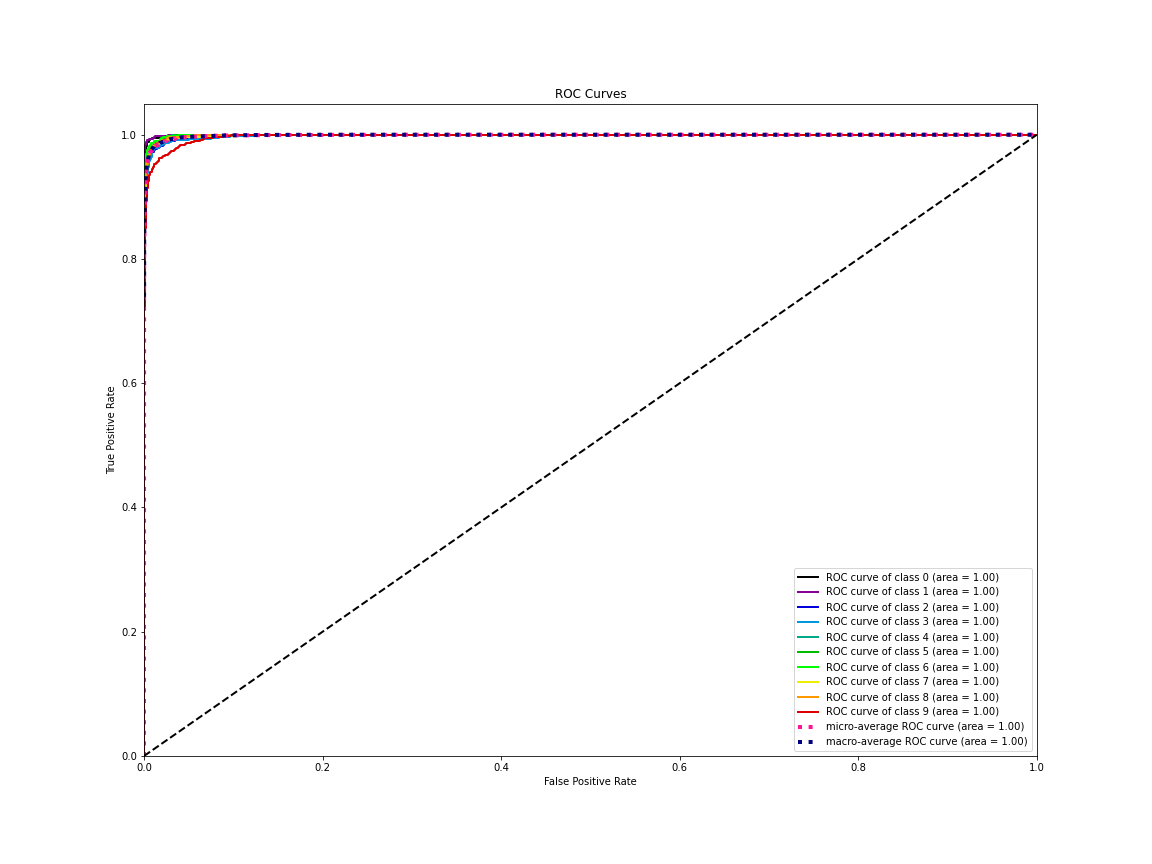 ROC Curves
True Positive Rate
1.0
0.8
0.6
0.4
0.2
0.0
0.0 0.2 0.4 0.6 0.8 1.0
False Positive Rate
ROC curve of class 0 (area = 1.00)
ROC curve of class 1 (area = 1.00)
ROC curve of class 2 (area = 1.00)
ROC curve of class 3 (area = 1.00)
ROC curve of class 4 (area = 1.00)
ROC curve of class 5 (area = 1.00)
ROC curve of class 6 (area = 1.00)
ROC curve of class 7 (area = 1.00)
ROC curve of class 8 (area = 1.00)
ROC curve of class 9 (area = 1.00)
micro-average ROC curve (area = 1.00)
macro-average ROC curve (area = 1.00)